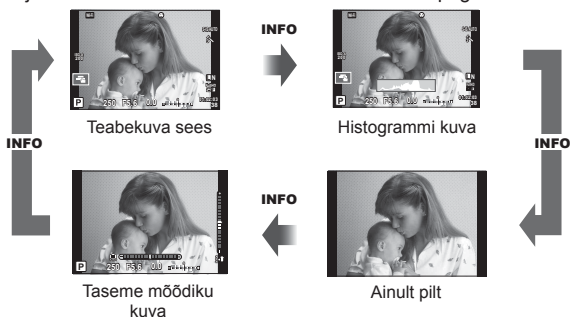 INFO
Teabekuva sees
Histogrammi kuva
INFO
INFO
P 250 F5.6 0.0
P 250 F5.6 0.0 38
INFO
P 250 F5.6 0.0
Taseme mõõdiku
kuva
Ainult pilt